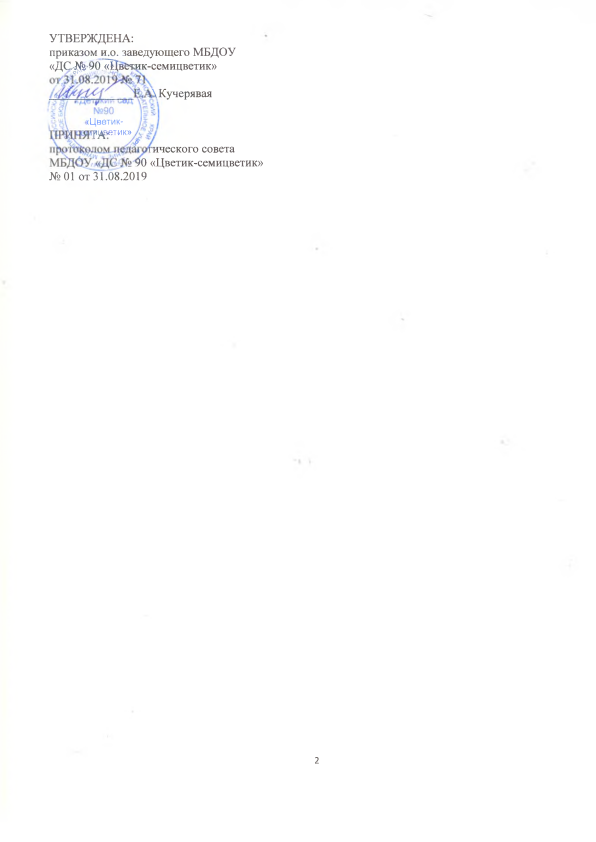 УТВЕРЖДЕНА:
приказом и.о. заведующего МБДОУ
«ДС № 90 «Цветик-семицветик»
от 31.08.2019 № 71
Е.А. Кучерявая
«Детский сад
№90
«Цветик-
семицветик»
ПРИНЯТА:
протоколом педагогического совета
МБДОУ «ДС № 90 «Цветик-семицветик»
№ 01 от 31.08.2019
2